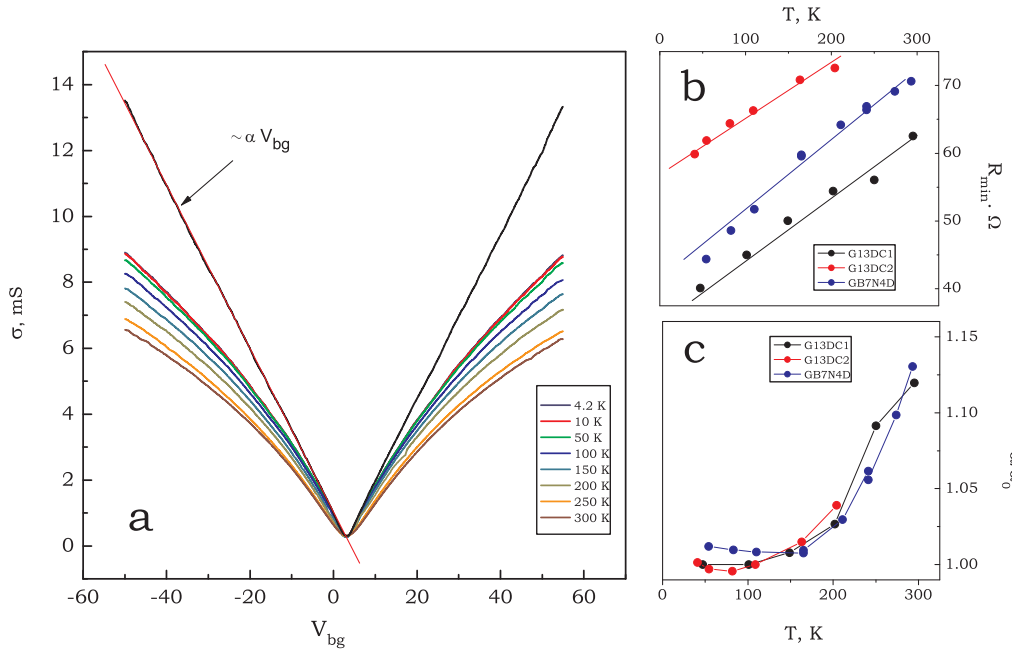 14
12
10
8
6
4
2
0
σ, mS
~α V_bg
4.2 K
10 K
50 K
100 K
150 K
200 K
250 K
300 K
a
-60 -40 -20 0 20 40 60
V_bg
T, K
0 100 200 300
b
70
60
50
40
R_min. Ω
G13DC1
G13DC2
GB7N4D
c
G13DC1
G13DC2
GB7N4D
1.15
1.10
1.05
1.00
0 100 200 300
T, K